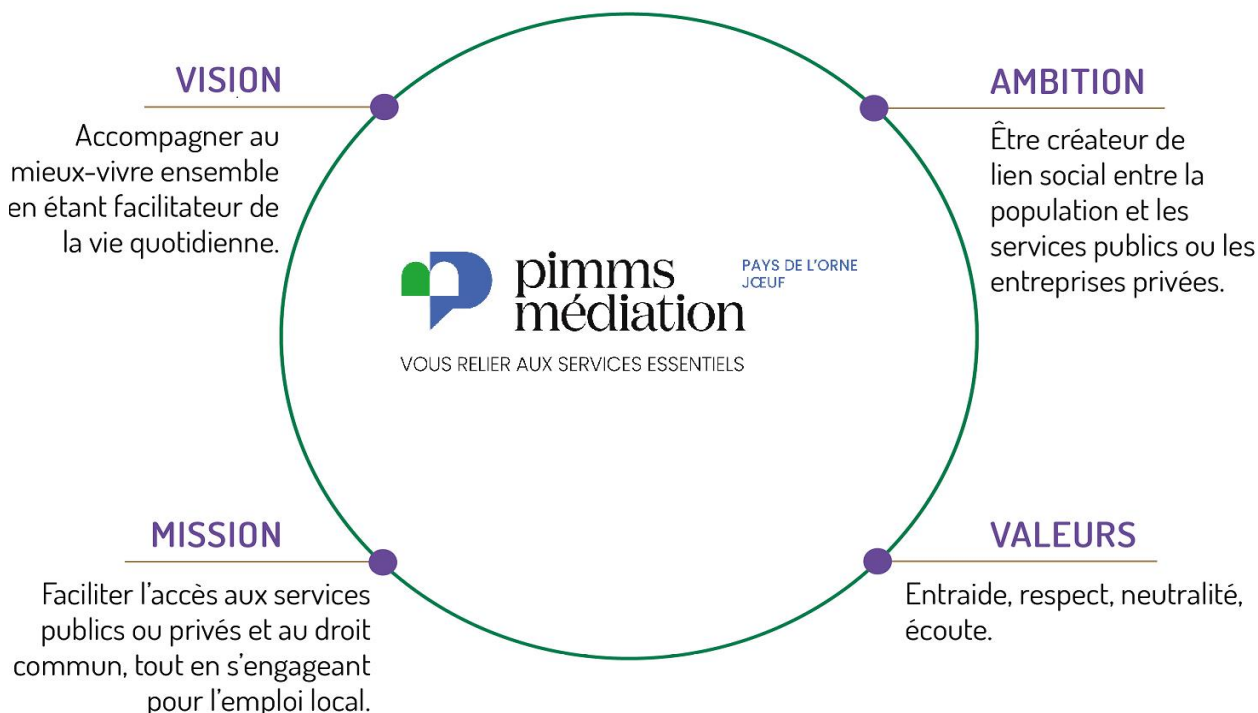 VISION
Accompagner au
mieux-vivre ensemble
en étant facilitateur de
la vie quotidienne.
AMBITION
Être créateur de
lien social entre la
population et les
services publics ou les
entreprises privées.
pimms
médiation
PAYS DE L'ORNE
JŒUF
VOUS RELIER AUX SERVICES ESSENTIELS
MISSION
Faciliter l'accès aux services
publics ou privés et au droit
commun, tout en s'engageant
pour l'emploi local.
VALEURS
Entraide, respect, neutralité,
écoute.